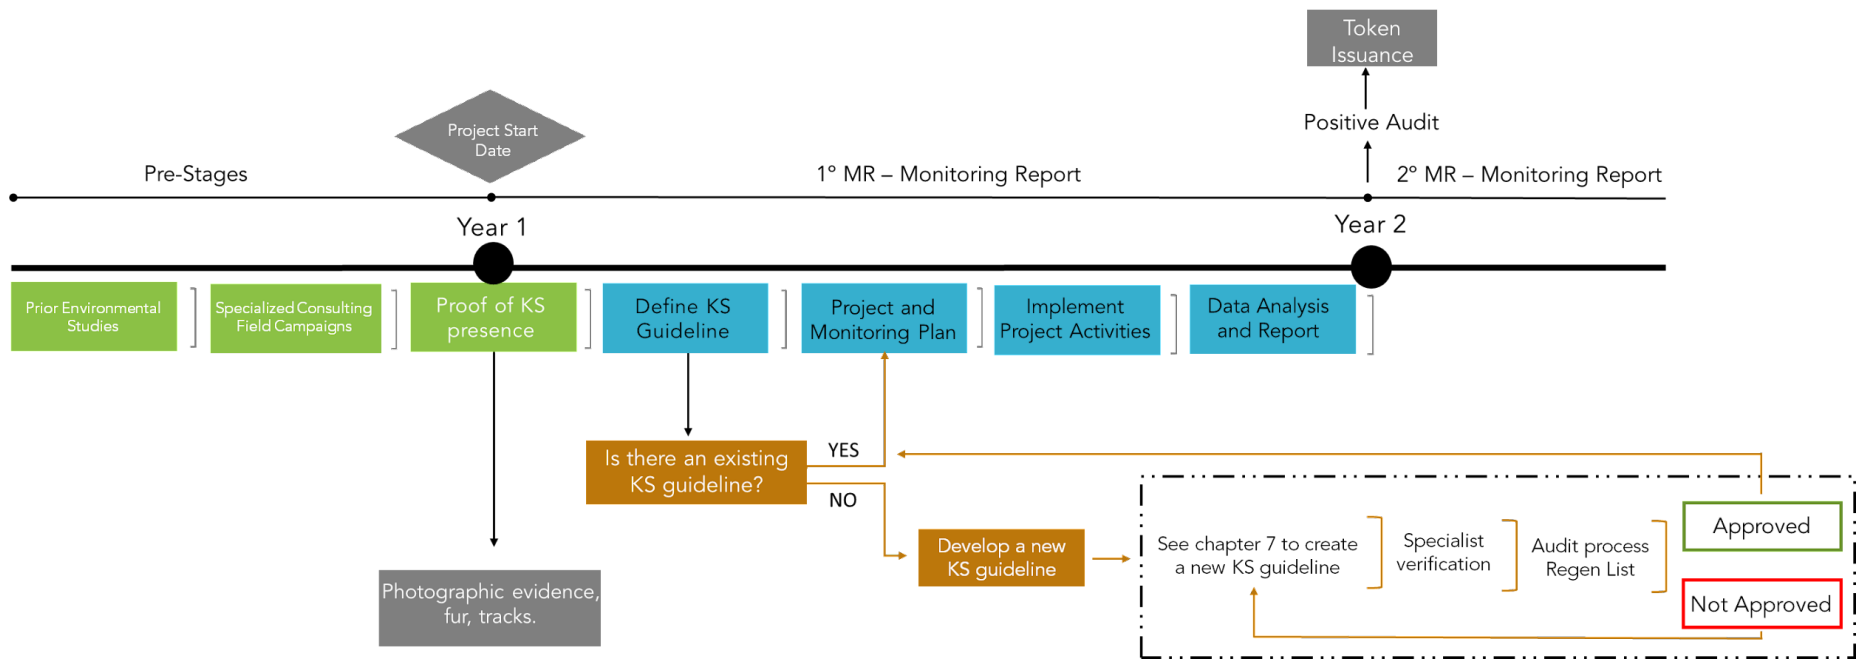 Token
Issuance
Positive Audit
Project Start
Date
Pre-Stages
1º MR – Monitoring Report
2º MR – Monitoring Report
Year 1
Year 2
Prior Environmental
Studies
Specialized Consulting
Field Campaigns
Proof of KS
presence
Define KS
Guideline
Project and
Monitoring Plan
Implement
Project Activities
Data Analysis
and Report
Is there an existing
KS guideline?
YES
NO
Develop a new
KS guideline
See chapter 7 to create
a new KS guideline
Specialist
verification
Audit process
Regen List
Approved
Not Approved
Photographic evidence,
fur, tracks.